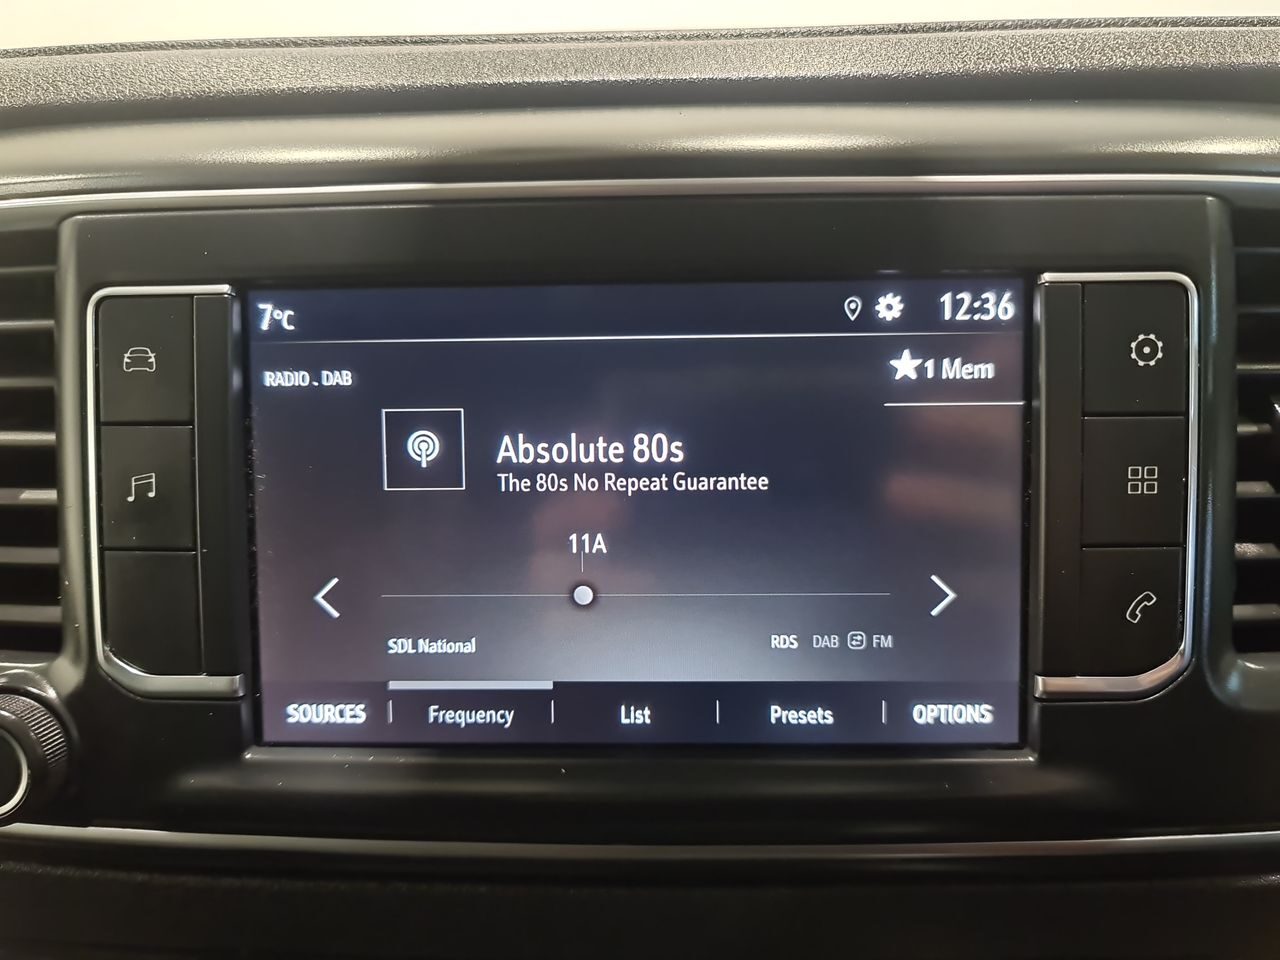 7°C
12:36
RADIO . DAB
★1 Mem
Absolute 80s
The 80s No Repeat Guarantee
11A
SDL National
RDS DAB FM
SOURCES | Frequency | List | Presets | OPTIONS